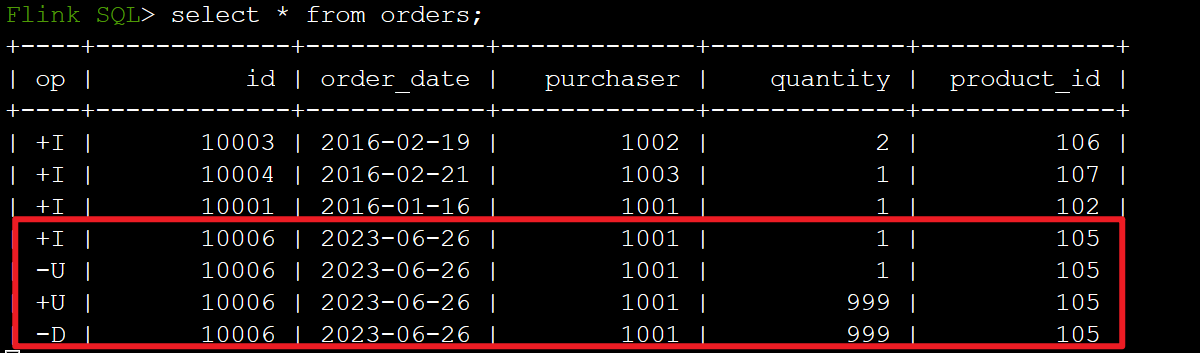 Flink SQL> select * from orders;
+----+-------------+------------+-------------+-------------+-------------+
| op |          id | order_date |   purchaser |    quantity |  product_id |
+----+-------------+------------+-------------+-------------+-------------+
| +I |       10003 | 2016-02-19 |        1002 |           2 |         106 |
| +I |       10004 | 2016-02-21 |        1003 |           1 |         107 |
| +I |       10001 | 2016-01-16 |        1001 |           1 |         102 |
| +I |       10006 | 2023-06-26 |        1001 |           1 |         105
| -U |       10006 | 2023-06-26 |        1001 |           1 |         105
| +U |       10006 | 2023-06-26 |        1001 |         999 |         105
| -D |       10006 | 2023-06-26 |        1001 |         999 |         105